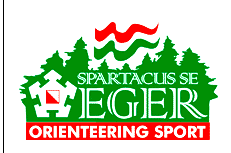 SPARTACUS SE
EGER
ORIENTEERING SPORT